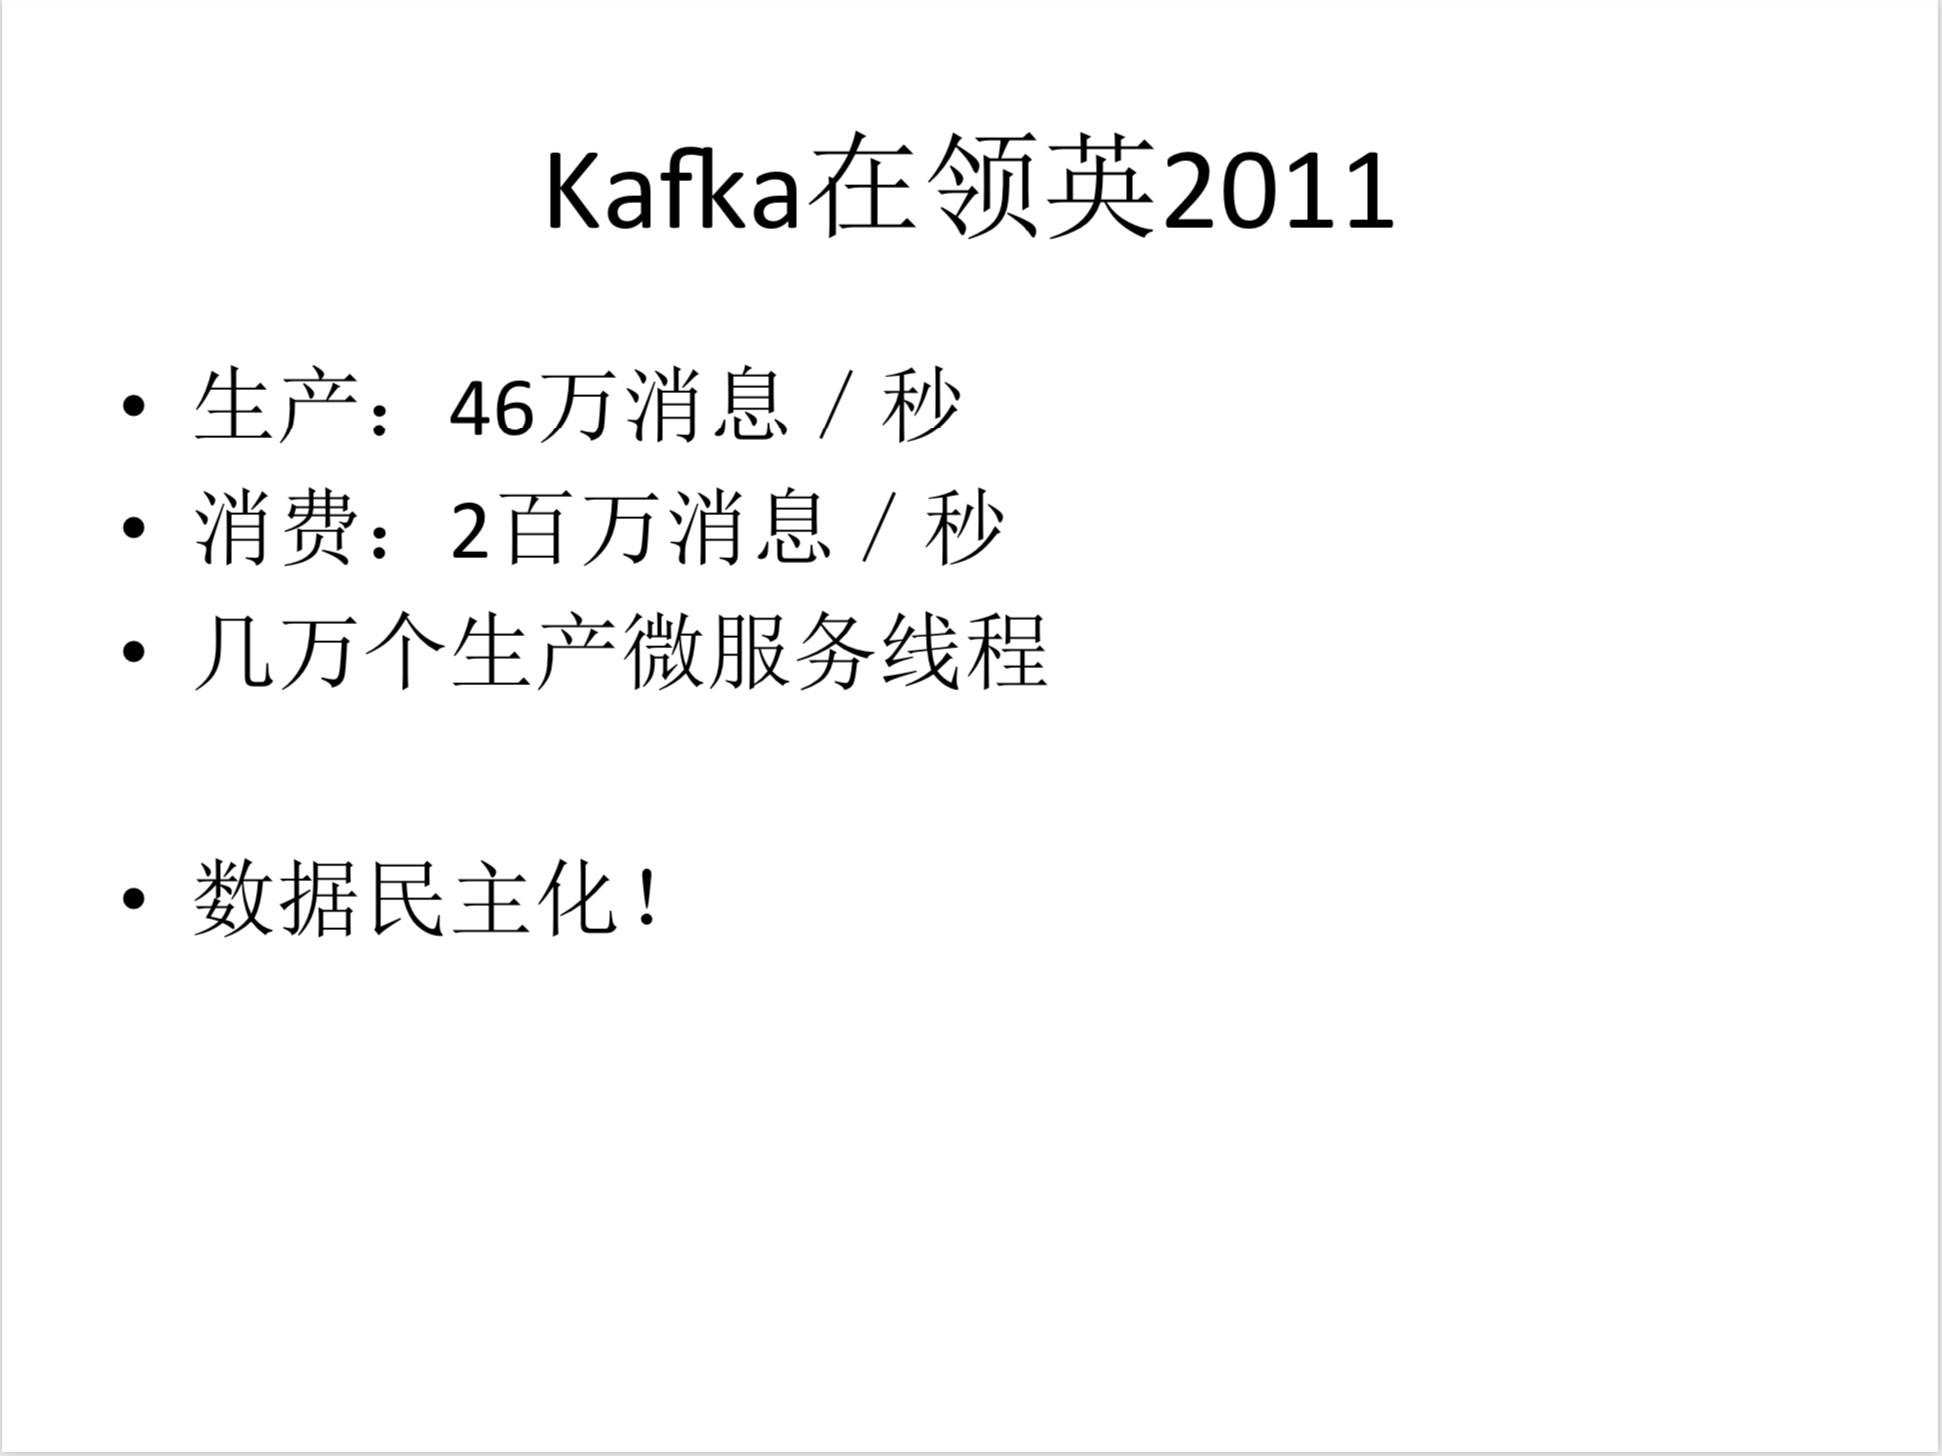 Kafka在领英2011
• 生产：46万消息／秒
• 消费：2百万消息／秒
• 几万个生产微服务线程
• 数据民主化！